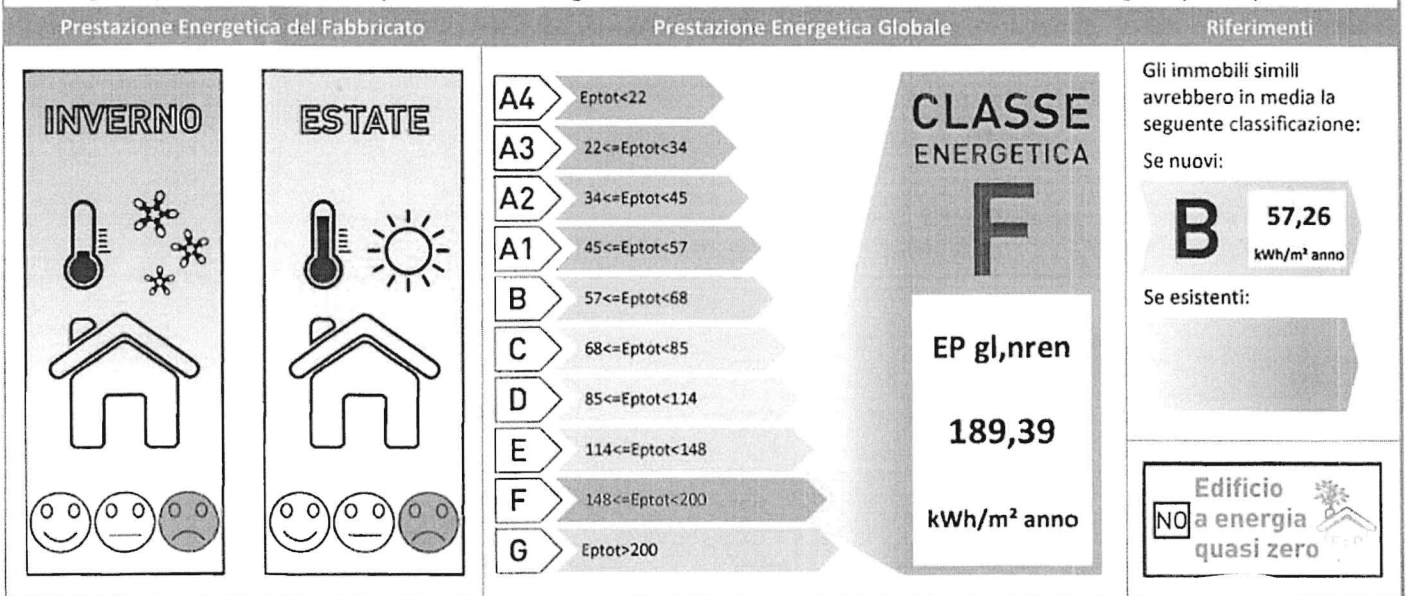 Prestazione Energetica del Fabbricato
Prestazione Energetica Globale
Riferimenti
INVERNO
ESTATE
A4 Eptot<22
A3 22<=Eptot<34
A2 34<=Eptot<45
A1 45<=Eptot<57
B 57<=Eptot<68
C 68<=Eptot<85
D 85<=Eptot<114
E 114<=Eptot<148
F 148<=Eptot<200
G Eptot>200
CLASSE
ENERGETICA
F
EP gl,nren
189,39
kWh/m² anno
Gli immobili simili
avrebbero in media la
seguente classificazione:
Se nuovi:
B 57,26
kWh/m² anno
Se esistenti:
Edificio
NO a energia
quasi zero